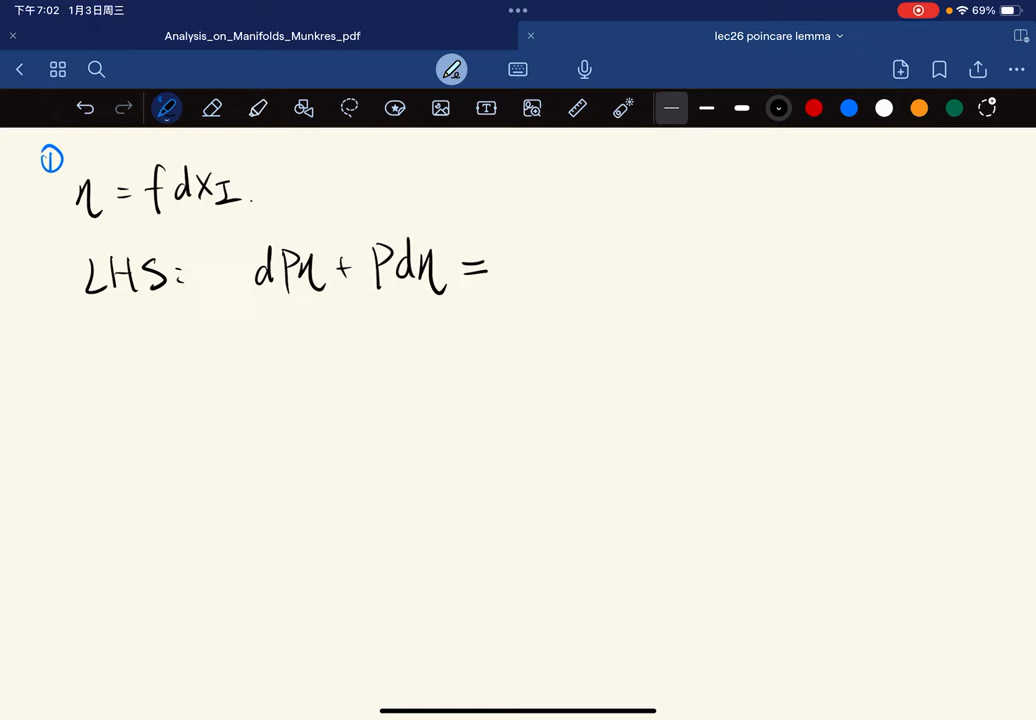 下午7:02 1月3日周三
69%
Analysis_on_Manifolds_Munkres_pdf
lec26 poincare lemma
①
η = f dx_I.
LHS: dPη + Pdη =